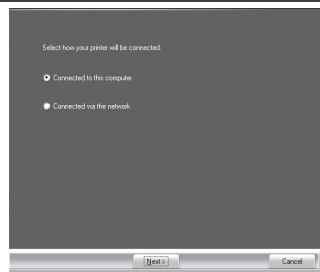 Select how your printer will be connected.
Connected to this computer
Connected via the network.
Next >
Cancel